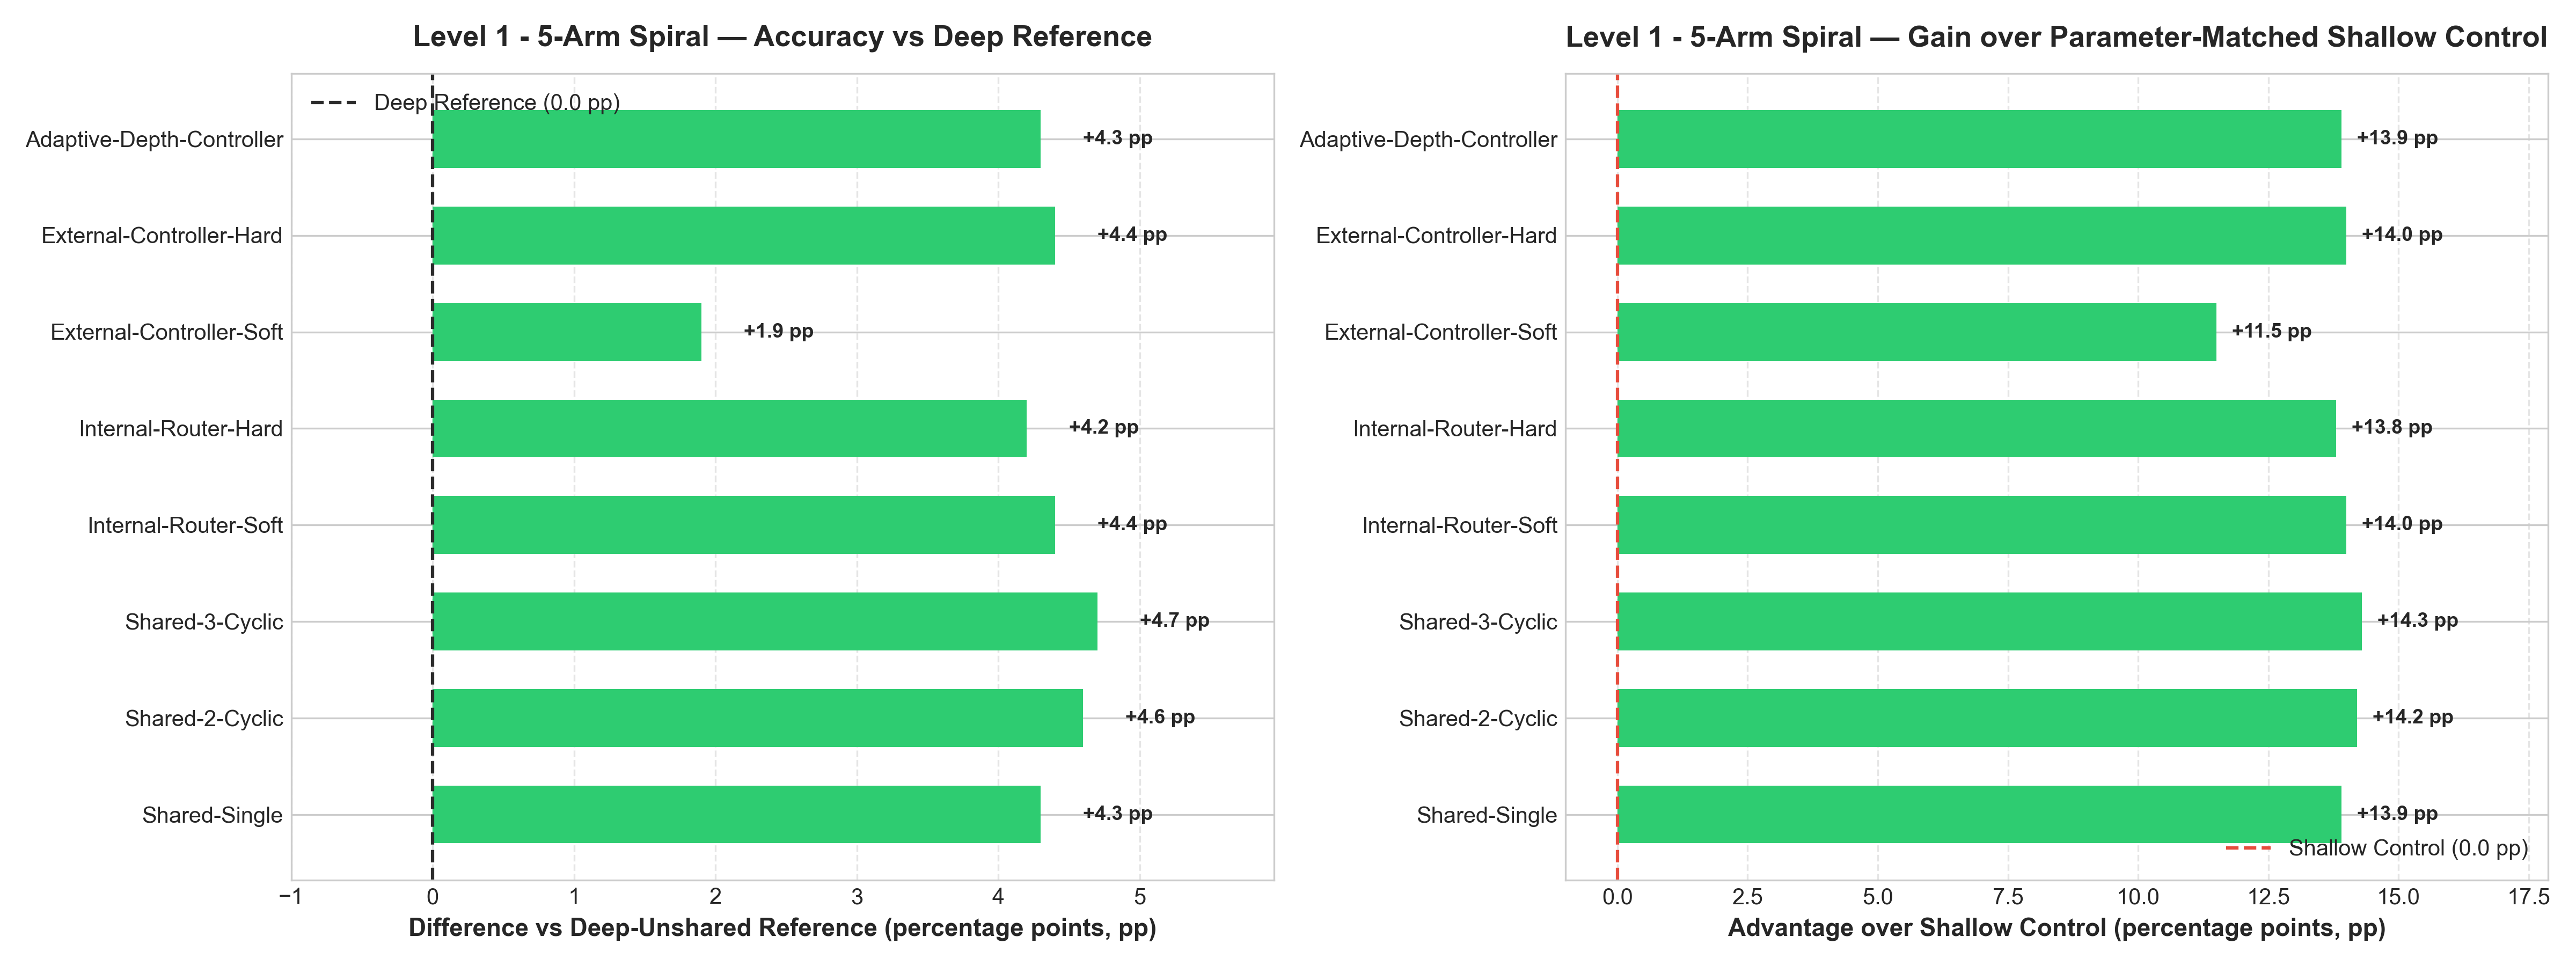 Level 1 - 5-Arm Spiral — Accuracy vs Deep Reference
Deep Reference (0.0 pp)
Adaptive-Depth-Controller
+4.3 pp
External-Controller-Hard
+4.4 pp
External-Controller-Soft
+1.9 pp
Internal-Router-Hard
+4.2 pp
Internal-Router-Soft
+4.4 pp
Shared-3-Cyclic
+4.7 pp
Shared-2-Cyclic
+4.6 pp
Shared-Single
+4.3 pp
−1 0 1 2 3 4 5
Difference vs Deep-Unshared Reference (percentage points, pp)
Level 1 - 5-Arm Spiral — Gain over Parameter-Matched Shallow Control
Adaptive-Depth-Controller
+13.9 pp
External-Controller-Hard
+14.0 pp
External-Controller-Soft
+11.5 pp
Internal-Router-Hard
+13.8 pp
Internal-Router-Soft
+14.0 pp
Shared-3-Cyclic
+14.3 pp
Shared-2-Cyclic
+14.2 pp
Shared-Single
+13.9 pp
Shallow Control (0.0 pp)
0.0 2.5 5.0 7.5 10.0 12.5 15.0 17.5
Advantage over Shallow Control (percentage points, pp)